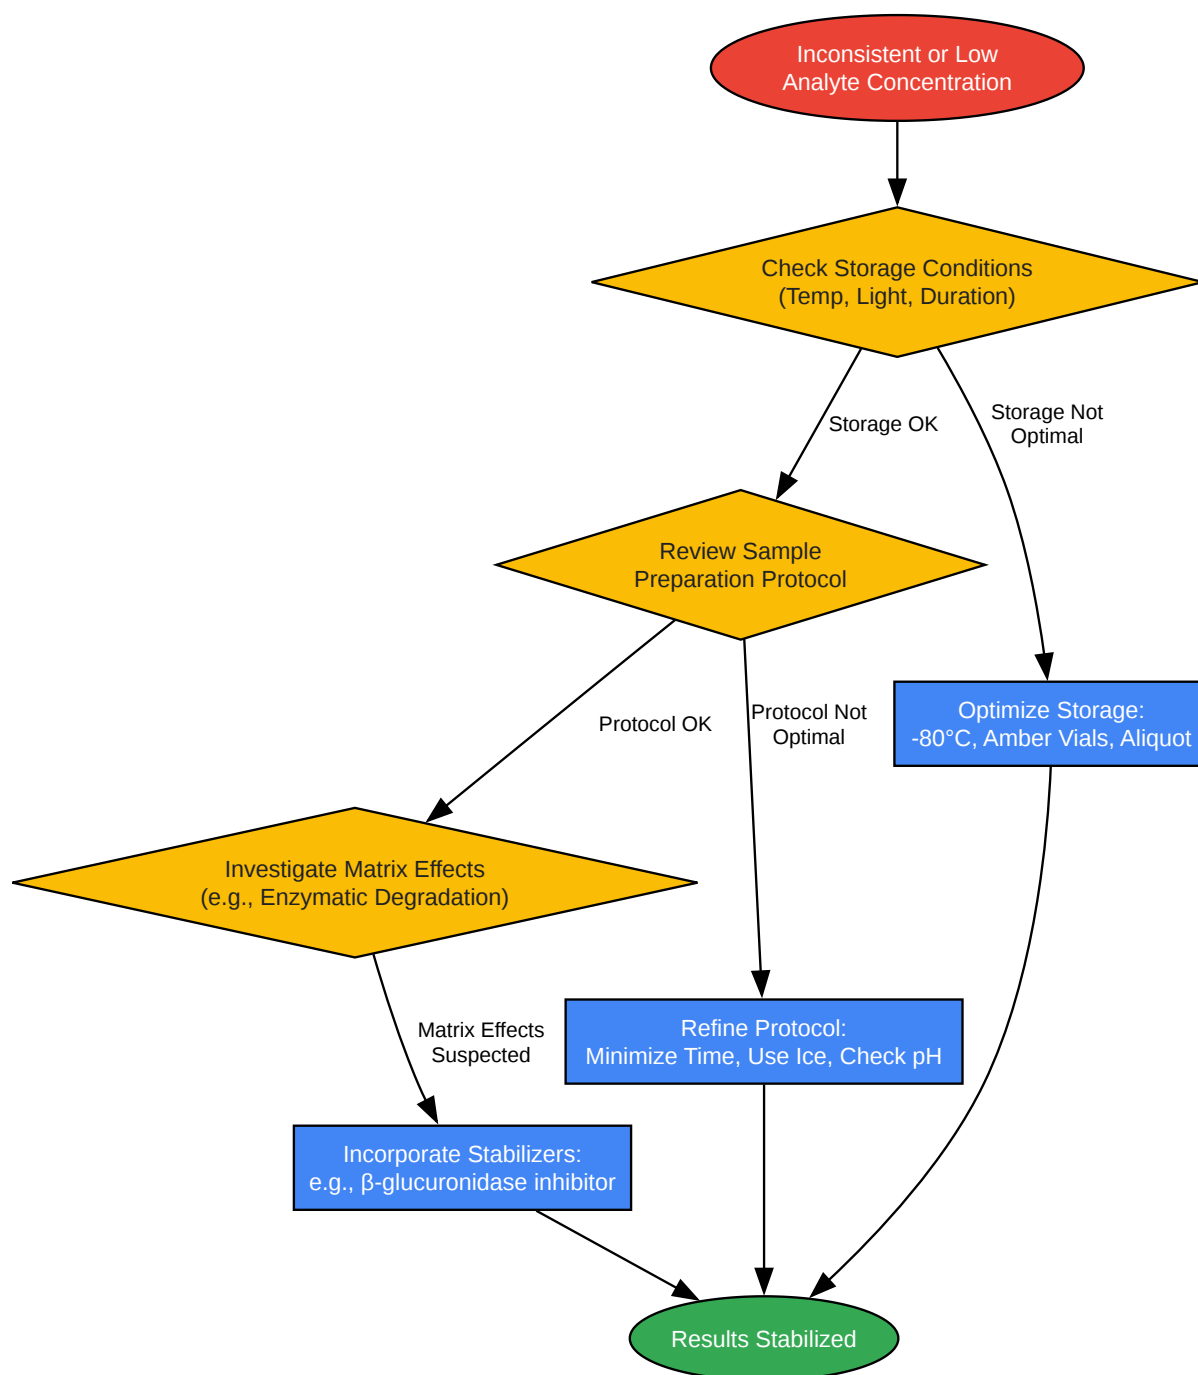 Inconsistent or Low
Analyte Concentration
Check Storage Conditions
(Temp, Light, Duration)
Storage OK
Storage Not
Optimal
Review Sample
Preparation Protocol
Protocol OK
Protocol Not
Optimal
Optimize Storage:
-80°C, Amber Vials, Aliquot
Investigate Matrix Effects
(e.g., Enzymatic Degradation)
Matrix Effects
Suspected
Refine Protocol:
Minimize Time, Use Ice, Check pH
Incorporate Stabilizers:
e.g., β-glucuronidase inhibitor
Results Stabilized